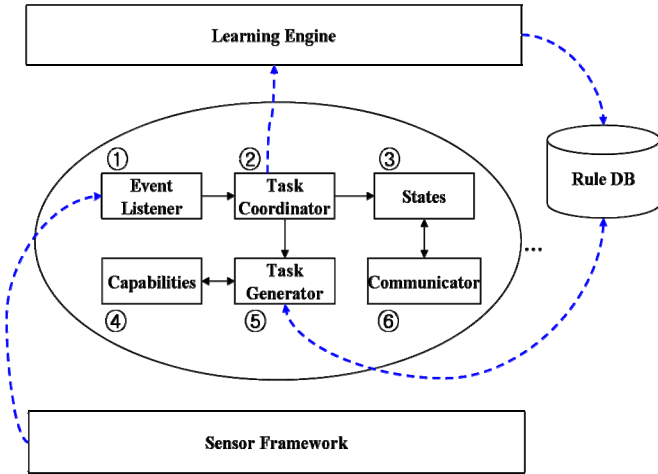 Learning Engine
①
②
③
Event
Listener
Task
Coordinator
States
Rule DB
...
Capabilities
Task
Generator
Communicator
④
⑤
⑥
Sensor Framework